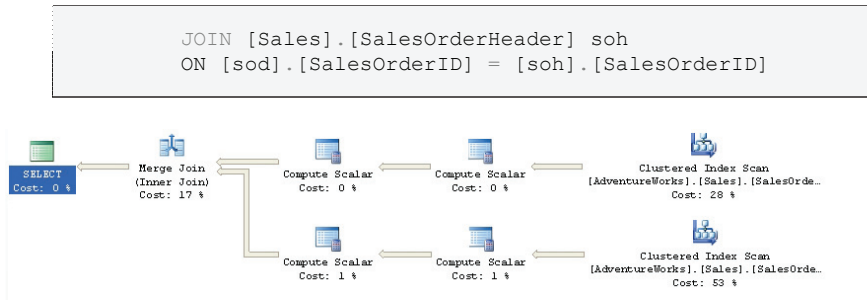 JOIN [Sales].[SalesOrderHeader] soh
ON [sod].[SalesOrderID] = [soh].[SalesOrderID]
SELECT
Cost: 0 %
Merge Join
(Inner Join)
Cost: 17 %
Compute Scalar
Cost: 0 %
Compute Scalar
Cost: 0 %
Clustered Index Scan
[AdventureWorks].[Sales].[SalesOrde…
Cost: 28 %
Compute Scalar
Cost: 1 %
Compute Scalar
Cost: 1 %
Clustered Index Scan
[AdventureWorks].[Sales].[SalesOrde…
Cost: 53 %